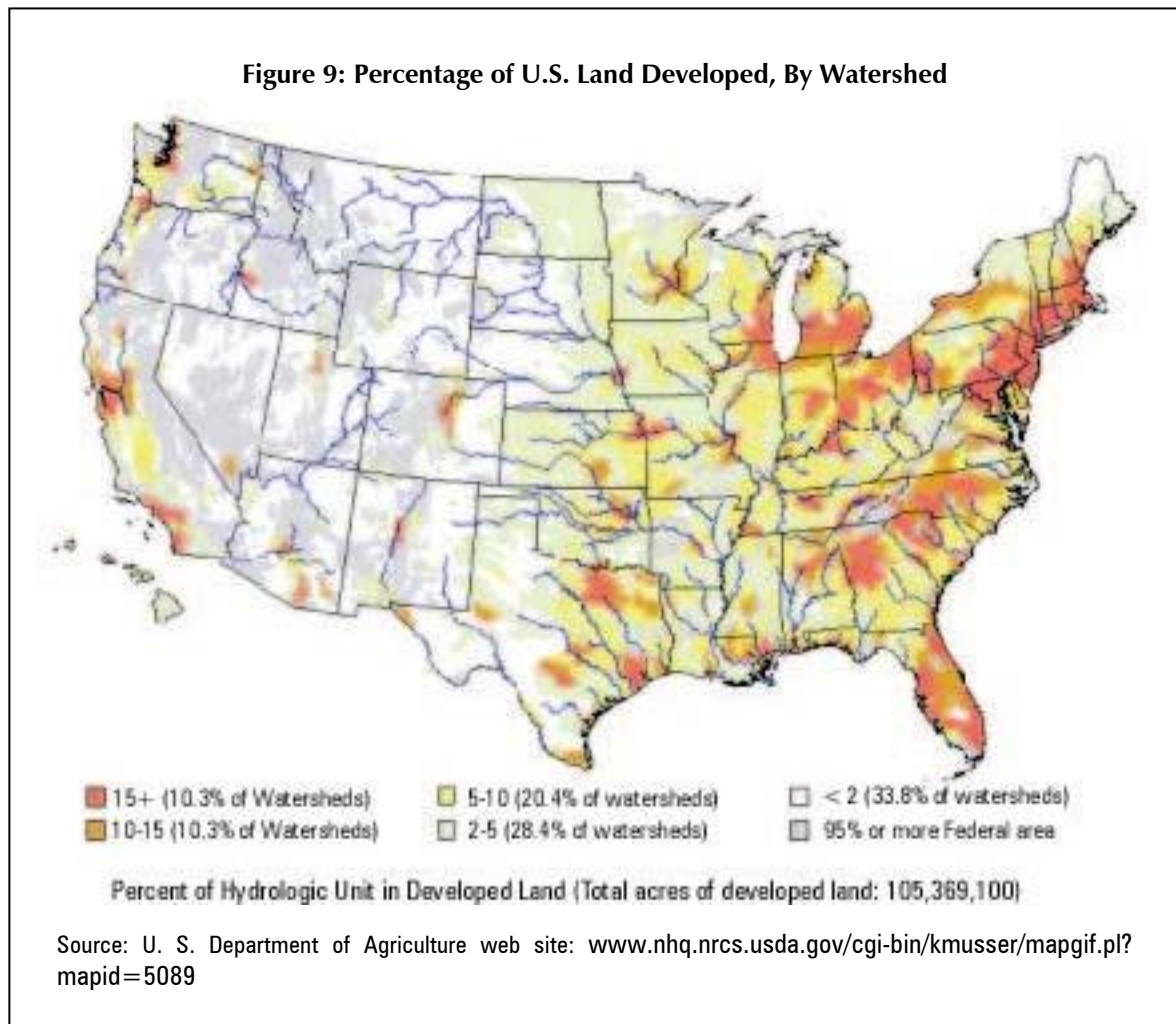 Figure 9: Percentage of U.S. Land Developed, By Watershed
15+ (10.3% of Watersheds)
10-15 (10.3% of Watersheds)
5-10 (20.4% of watersheds)
2-5 (28.4% of watersheds)
< 2 (33.8% of watersheds)
95% or more Federal area
Percent of Hydrologic Unit in Developed Land (Total acres of developed land: 105,369,100)
Source: U. S. Department of Agriculture web site: www.nhq.nrcs.usda.gov/cgi-bin/kmusser/mapgif.pl?
mapid=5089